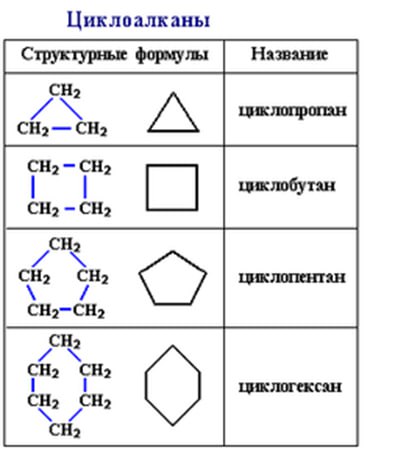 Циклоалканы
Структурные формулы Название
CH₂
CH₂ — CH₂
циклопропан
CH₂ — CH₂
CH₂ — CH₂
циклобутан
CH₂
CH₂ CH₂
CH₂—CH₂
циклопентан
CH₂
CH₂ CH₂
CH₂ CH₂
CH₂
циклогексан